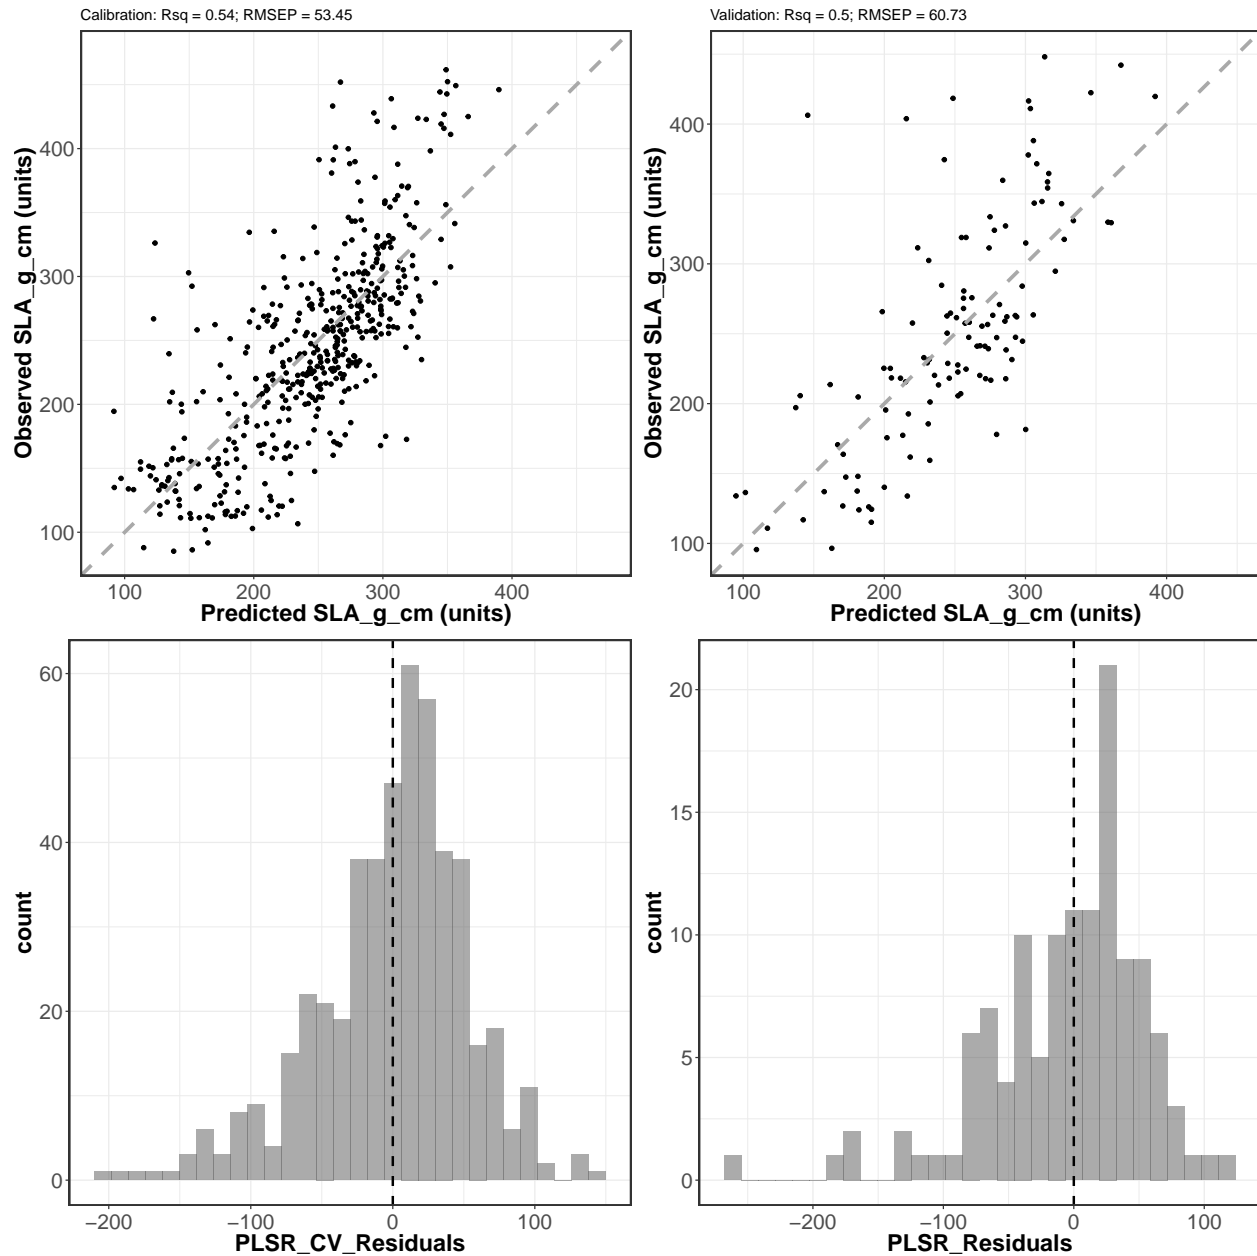 Calibration: Rsq = 0.54; RMSEP = 53.45
Observed SLA_g_cm (units)
400
300
200
100
100 200 300 400
Predicted SLA_g_cm (units)
Validation: Rsq = 0.5; RMSEP = 60.73
Observed SLA_g_cm (units)
400
300
200
100
100 200 300 400
Predicted SLA_g_cm (units)
count
60
40
20
0
−200 −100 0 100
PLSR_CV_Residuals
count
20
15
10
5
0
−200 −100 0 100
PLSR_Residuals